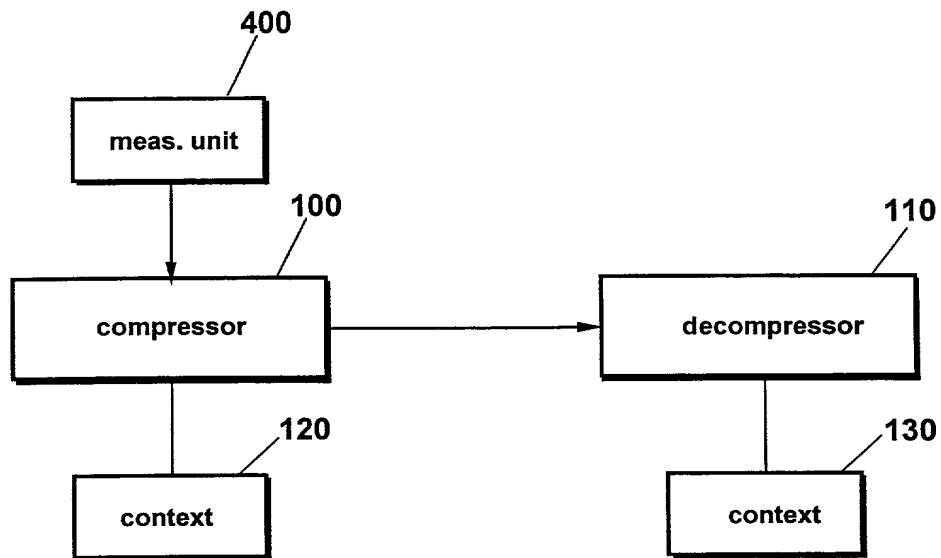 400
meas. unit
100
110
compressor
decompressor
120
130
context
context